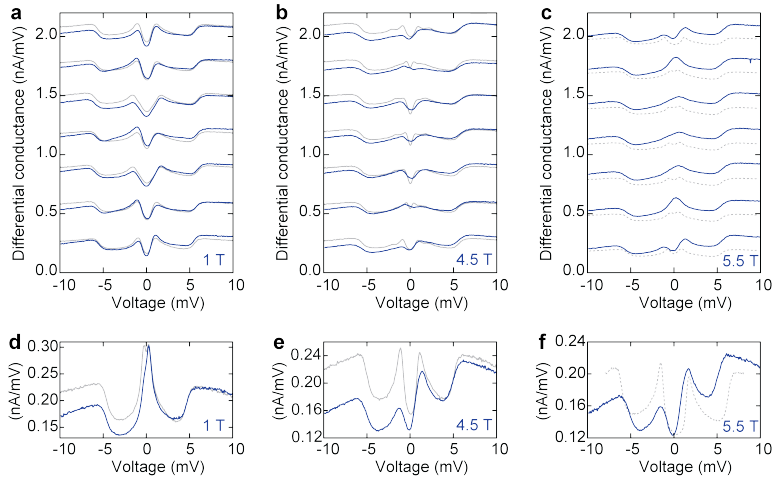 a
b
c
Differential conductance (nA/mV)
2.0
1.5
1.0
0.5
0.0
1 T
-10 -5 0 5 10
Voltage (mV)
Differential conductance (nA/mV)
2.0
1.5
1.0
0.5
0.0
4.5 T
-10 -5 0 5 10
Voltage (mV)
Differential conductance (nA/mV)
2.0
1.5
1.0
0.5
0.0
5.5 T
-10 -5 0 5 10
Voltage (mV)
d
e
f
(nA/mV)
0.30
0.25
0.20
0.15
1 T
-10 -5 0 5 10
Voltage (mV)
(nA/mV)
0.24
0.20
0.16
0.12
4.5 T
-10 -5 0 5 10
Voltage (mV)
(nA/mV)
0.24
0.20
0.16
0.12
5.5 T
-10 -5 0 5 10
Voltage (mV)